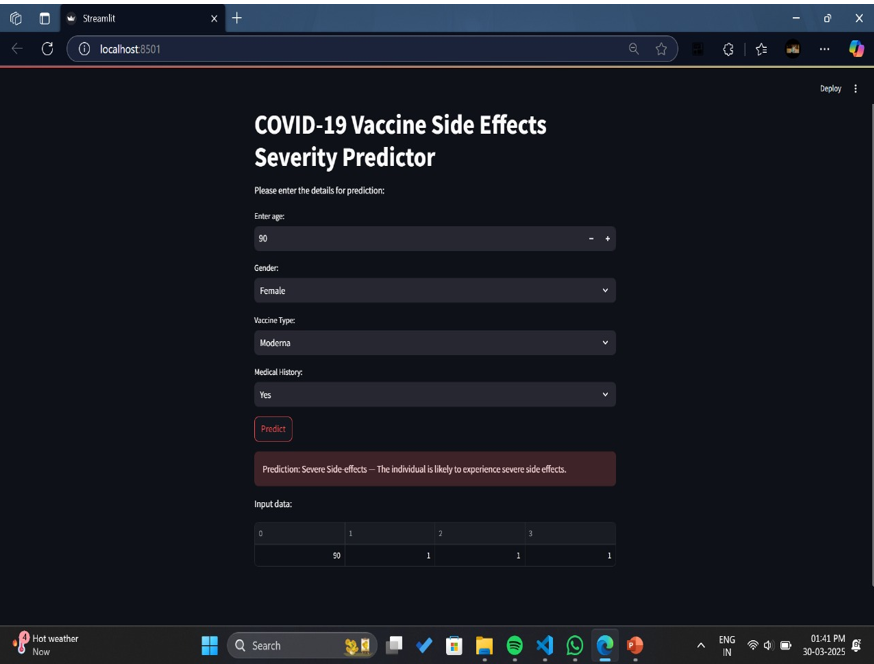 Streamlit
localhost:8501
Deploy
COVID-19 Vaccine Side Effects
Severity Predictor
Please enter the details for prediction:
Enter age:
90
Gender:
Female
Vaccine Type:
Moderna
Medical History:
Yes
Predict
Prediction: Severe Side-effects — The individual is likely to experience severe side effects.
Input data:
0 1 2 3
90 1 1 1
4
Hot weather
Now
Search
ENG
IN
01:41 PM
30-03-2025